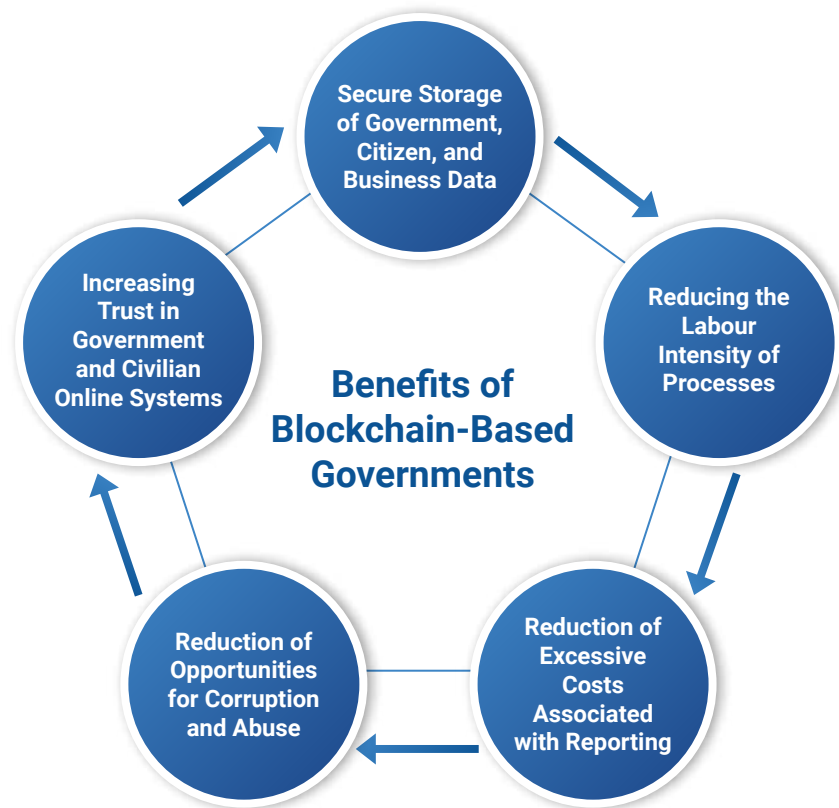 Secure Storage
of Government,
Citizen, and
Business Data
Reducing the
Labour
Intensity of
Processes
Reduction of
Excessive
Costs
Associated
with Reporting
Reduction of
Opportunities
for Corruption
and Abuse
Increasing
Trust in
Government
and Civilian
Online Systems
Benefits of
Blockchain-Based
Governments